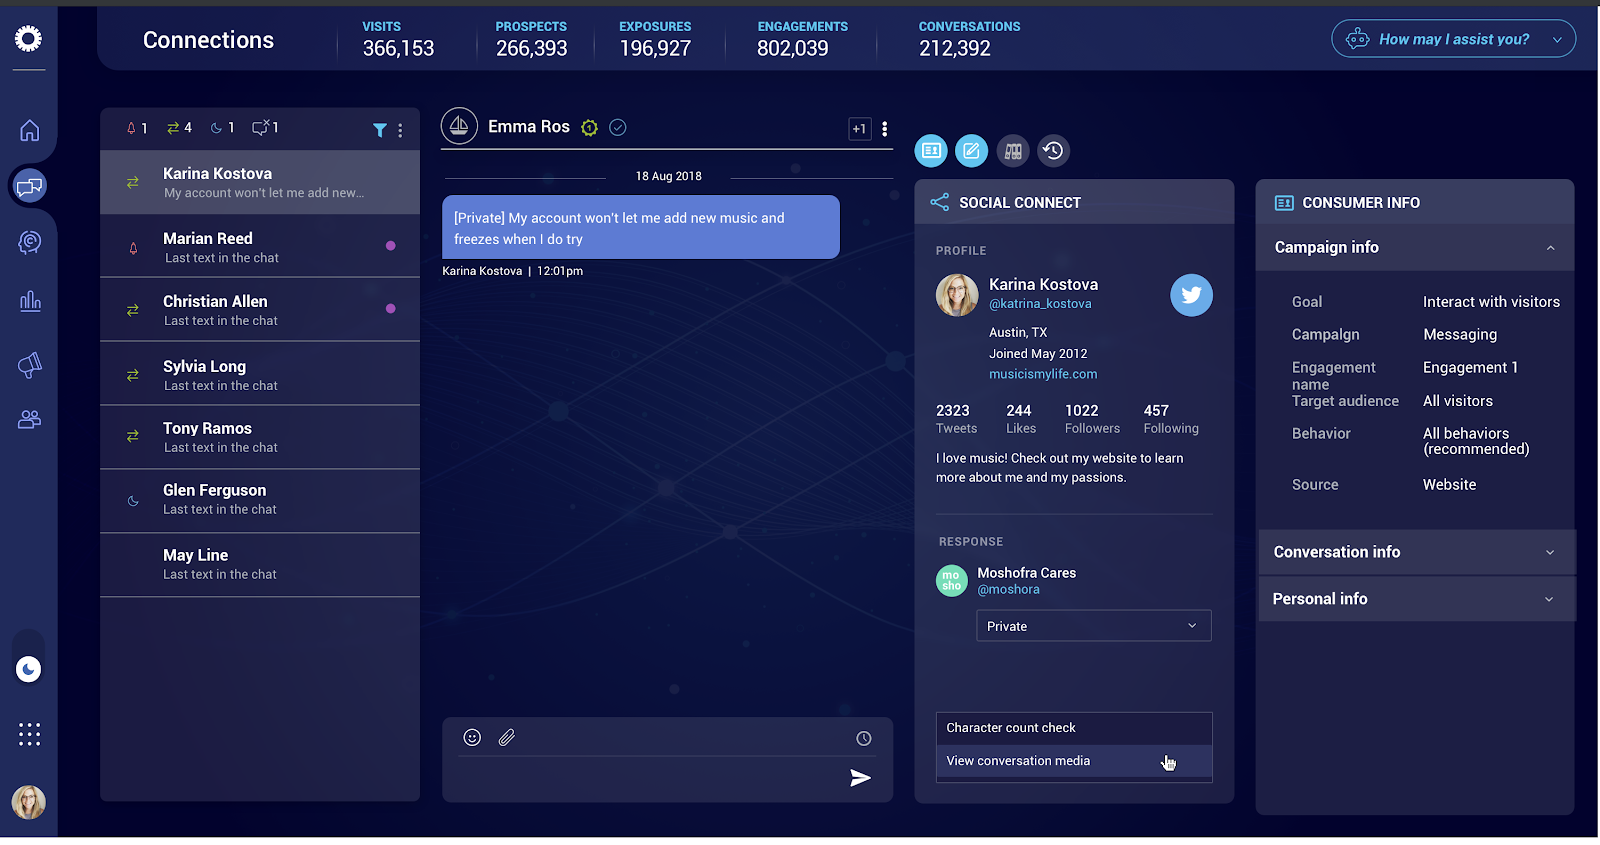 Connections
VISITS
366,153
PROSPECTS
266,393
EXPOSURES
196,927
ENGAGEMENTS
802,039
CONVERSATIONS
212,392
How may I assist you?
1 4 1 1
Karina Kostova
My account won't let me add new...
Marian Reed
Last text in the chat
Christian Allen
Last text in the chat
Sylvia Long
Last text in the chat
Tony Ramos
Last text in the chat
Glen Ferguson
Last text in the chat
May Line
Last text in the chat
Emma Ros
1
+1
18 Aug 2018
[Private] My account won't let me add new music and
freezes when I do try
Karina Kostova | 12:01pm
SOCIAL CONNECT
PROFILE
Karina Kostova
@katrina_kostova
Austin, TX
Joined May 2012
musicismylife.com
2323 244 1022 457
Tweets Likes Followers Following
I love music! Check out my website to learn
more about me and my passions.
RESPONSE
mo
sho
Moshofra Cares
@moshora
Private
Character count check
View conversation media
CONSUMER INFO
Campaign info
Goal Interact with visitors
Campalgn Messaging
Engagement Engagement 1
name
Target audience All visitors
Behavior All behaviors
(recommended)
Source Website
Conversation info
Personal info